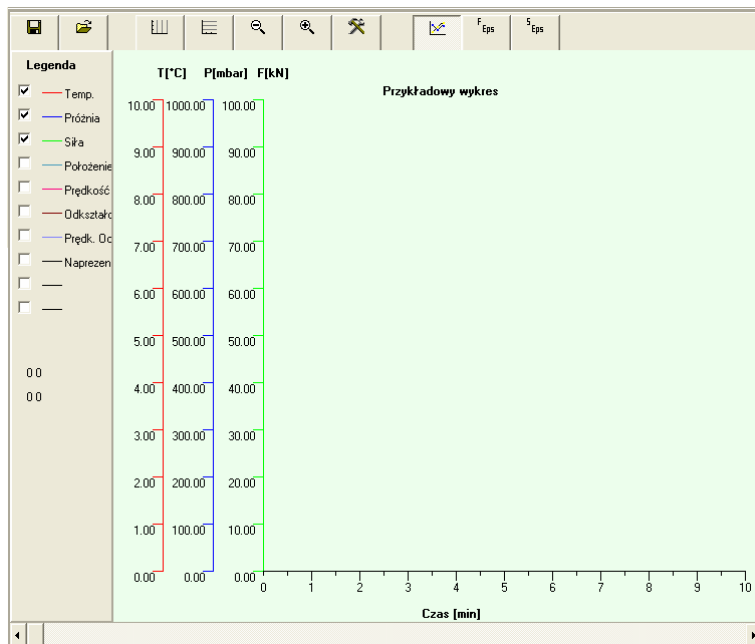 F Eps
S Eps
Legenda
Temp.
Próżnia
Siła
Położenie
Prędkość
Odkształc
Prędk. Od
Naprezen
0 0
0 0
T[°C] P[mbar] F[kN]
Przykładowy wykres
10.00 1000.00 100.00
9.00 900.00 90.00
8.00 800.00 80.00
7.00 700.00 70.00
6.00 600.00 60.00
5.00 500.00 50.00
4.00 400.00 40.00
3.00 300.00 30.00
2.00 200.00 20.00
1.00 100.00 10.00
0.00 0.00 0.00
0 1 2 3 4 5 6 7 8 9 10
Czas [min]